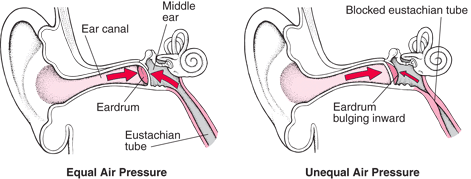 Ear canal
Middle
ear
Eardrum
Eustachian
tube
Equal Air Pressure
Blocked eustachian tube
Eardrum
bulging inward
Unequal Air Pressure